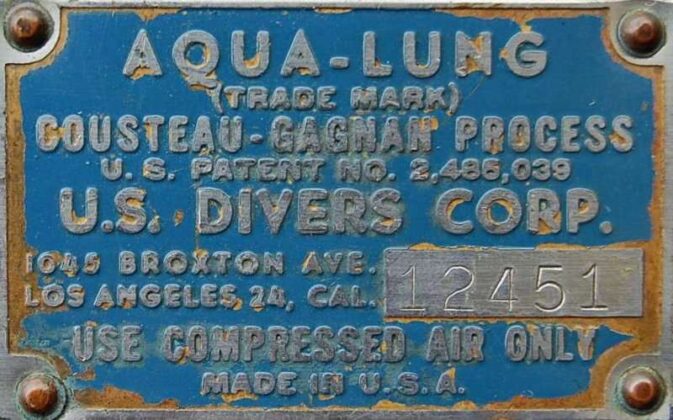 AQUA-LUNG
(TRADE MARK)
COUSTEAU-GAGNAN PROCESS
U.S. PATENT NO. 2,485,039
U.S. DIVERS CORP.
1045 BROXTON AVE.
LOS ANGELES 24, CAL.
12451
USE COMPRESSED AIR ONLY
MADE IN U.S.A.